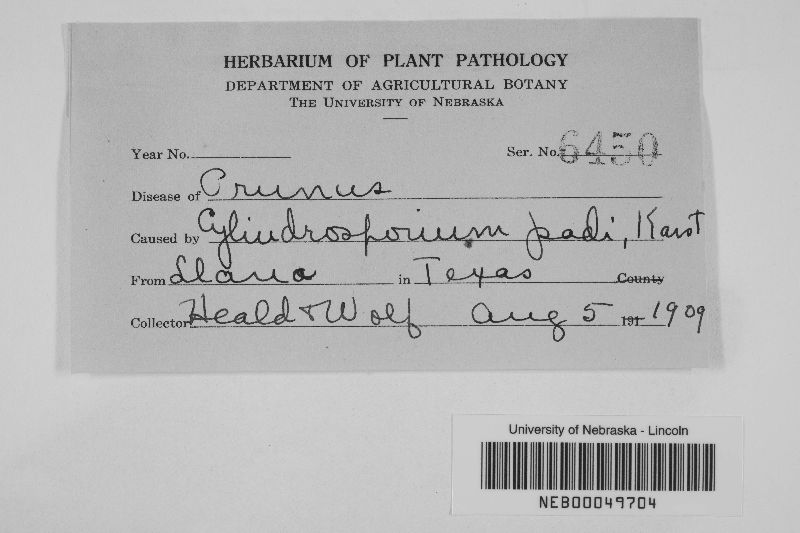 HERBARIUM OF PLANT PATHOLOGY
DEPARTMENT OF AGRICULTURAL BOTANY
THE UNIVERSITY OF NEBRASKA
Year No. Ser. No. 6450
Disease of Prunus
Caused by Cylindrosporium padi, Karst
From Llano in Texas County
Collector Heald & Wolf Aug 5 191 1909
University of Nebraska - Lincoln
NEB00049704